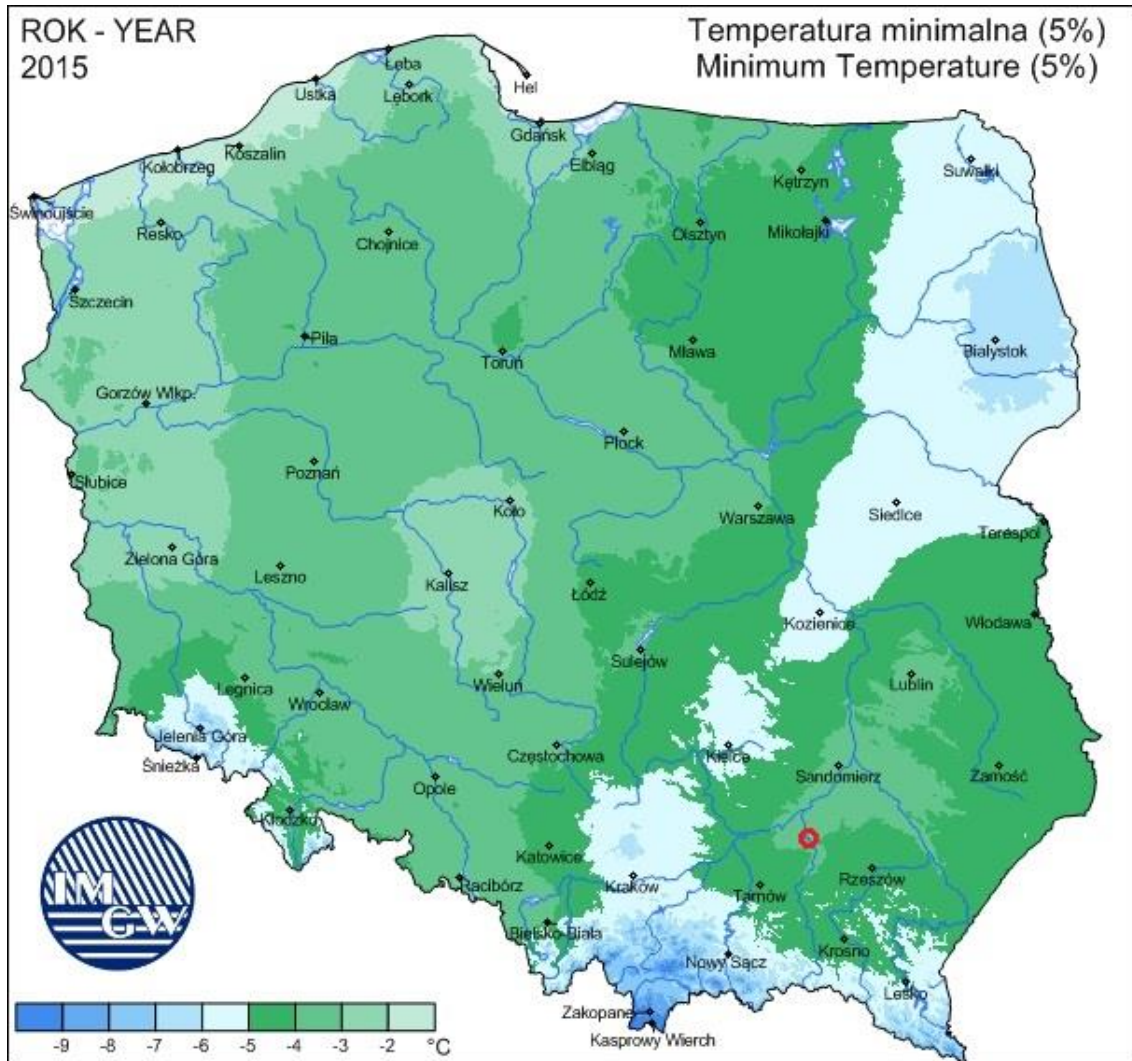 ROK - YEAR
2015
Temperatura minimalna (5%)
Minimum Temperature (5%)
Łeba
Ustka
Lębork
Hel
Gdańsk
Kołobrzeg
Koszalin
Elbląg
Kętrzyn
Suwałki
Świnoujście
Resko
Chojnice
Olsztyn
Mikołajki
Szczecin
Piła
Toruń
Mława
Białystok
Gorzów Wlkp.
Płock
Słubice
Poznań
Koło
Warszawa
Siedlce
Terespol
Zielona Góra
Leszno
Kalisz
Łódź
Kozienice
Włodawa
Sulejów
Legnica
Wrocław
Wieluń
Lublin
Jelenia Góra
Śnieżka
Częstochowa
Kielce
Sandomierz
Zamość
Opole
Kłodzko
Katowice
Racibórz
Kraków
Tarnów
Rzeszów
Bielsko-Biała
Nowy Sącz
Krosno
Lesko
Zakopane
Kasprowy Wierch
IM
GW
-9 -8 -7 -6 -5 -4 -3 -2 °C